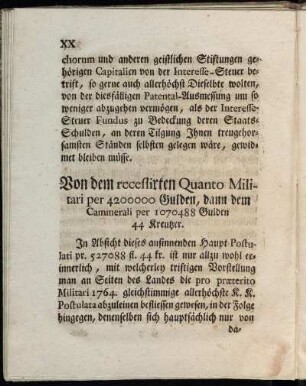 XX
chorum und anderen geistlichen Stiftungen ge-
hörigen Capitalien von der Interesse-Steuer be-
trift, so gerne auch allerhöchst Dieselbte wolten,
von der diesfälligen Patental-Ausmessung um so
weniger abzugehen vermögen, als der Interesse-
Steuer Fundus zu Bedeckung deren Staats-
Schulden, an deren Tilgung Ihnen treugehor-
samsten Ständen selbsten gelegen wäre, gewid-
met bleiben müsse.
Von dem recessirten Quanto Mili-
tari per 4200000 Gulden, dann dem
Cammerali per 1070488 Gulden
44 Kreutzer.
In Absicht dieses ansinnenden Haupt-Postu-
lati pr. 527088 fl. 44 kr. ist nur allzu wohl er-
innerlich, mit welcherley triftigen Vorstellung
man an Seiten des Landes die pro præterito
Militari 1764. gleichstimmige allerhöchste K. K.
Postulata abzuleinen beflissen gewesen, in der Folge
hingegen, denenselben sich hauptsächlich nur von
da-